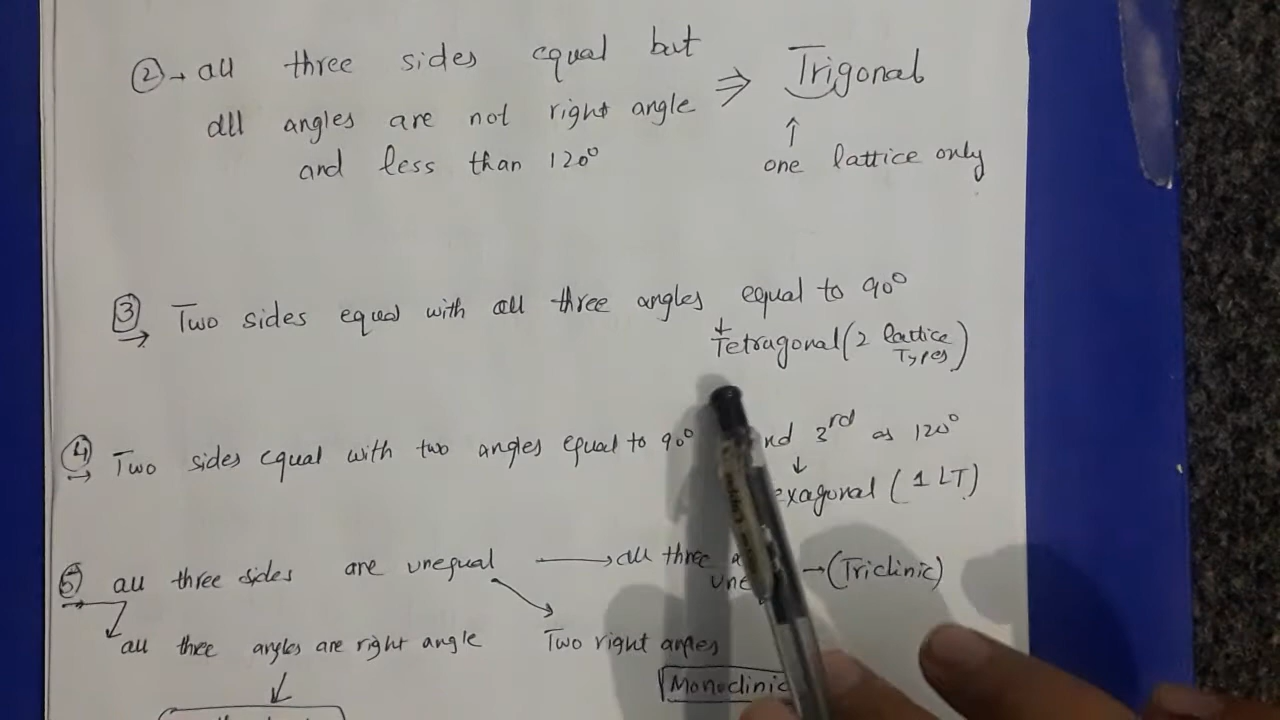 ② → all three sides equal but
all angles are not right angle
and less than 120°
⇒ Trigonal
↑
one lattice only
3 → Two sides equal with all three angles equal to 90°
↓
Tetragonal (2 lattice
Types)
④ → Two sides equal with two angles equal to 90° 3rd as 120°
↓
(1 LT)
⑤ → all three sides are unequal → all three → (Triclinic)
all three angles are right angle
Two right angles
Monoclinic